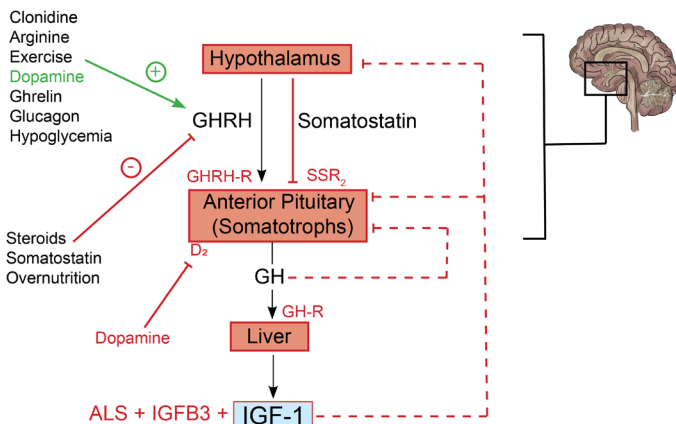 Clonidine
Arginine
Exercise
Dopamine
Ghrelin
Glucagon
Hypoglycemia
+
Hypothalamus
GHRH
Somatostatin
-
GHRH-R
SSR2
Anterior Pituitary
(Somatotrophs)
D2
Steroids
Somatostatin
Overnutrition
GH
GH-R
Dopamine
Liver
ALS + IGFB3 + IGF-1